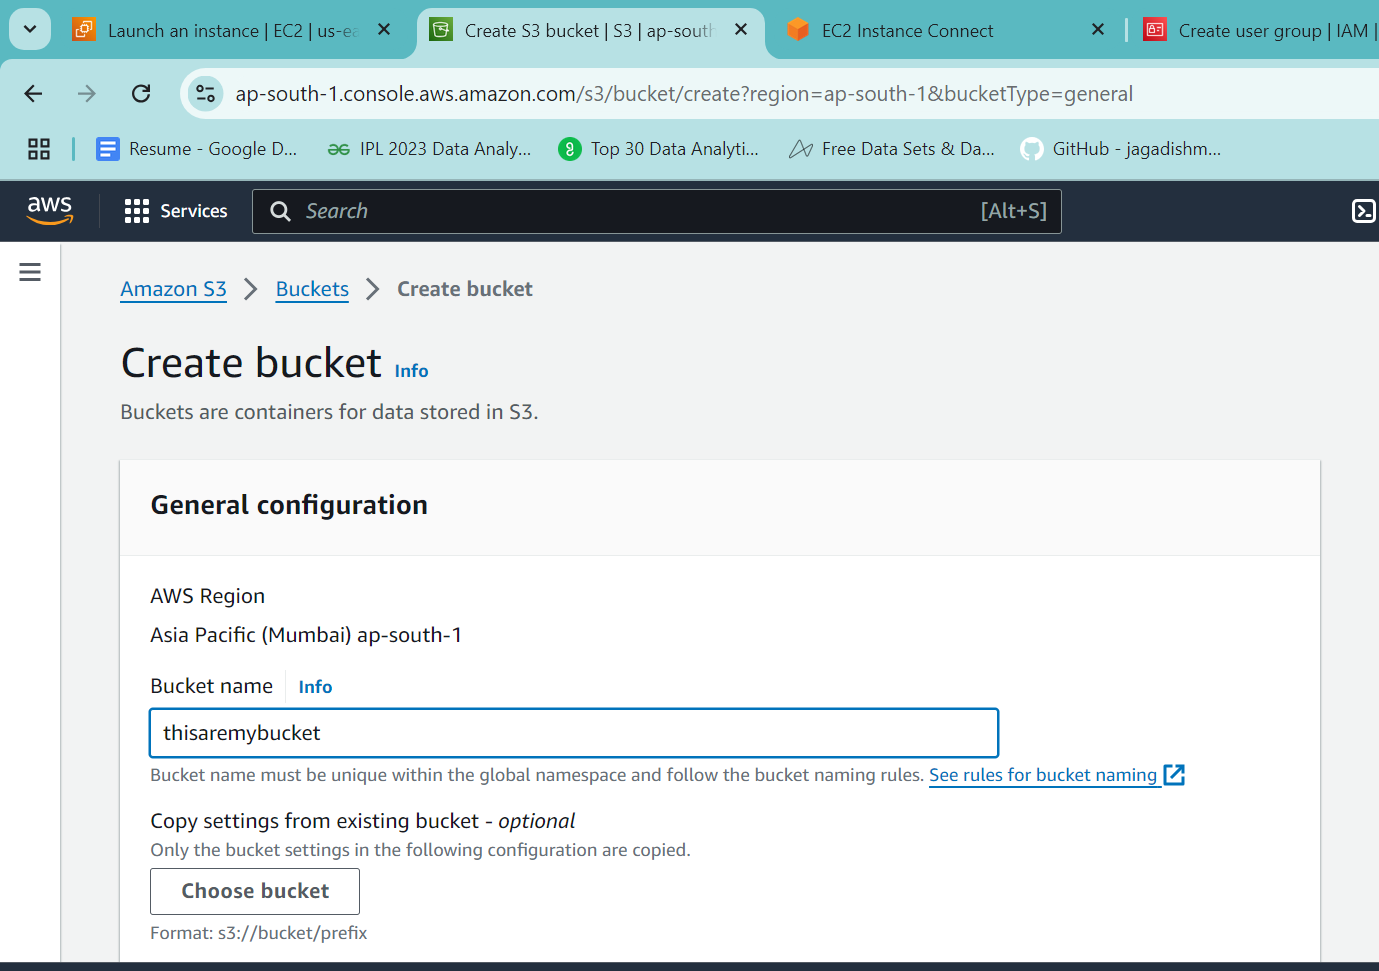 Launch an instance | EC2 | us-ea
Create S3 bucket | S3 | ap-south
EC2 Instance Connect
Create user group | IAM |
ap-south-1.console.aws.amazon.com/s3/bucket/create?region=ap-south-1&bucketType=general
Resume - Google D...
IPL 2023 Data Analy...
Top 30 Data Analyti...
Free Data Sets & Da...
GitHub - jagadishm...
aws
Services
Search
[Alt+S]
Amazon S3
Buckets
Create bucket
Create bucket Info
Buckets are containers for data stored in S3.
General configuration
AWS Region
Asia Pacific (Mumbai) ap-south-1
Bucket name
Info
thisaremybucket
Bucket name must be unique within the global namespace and follow the bucket naming rules. See rules for bucket naming
Copy settings from existing bucket - optional
Only the bucket settings in the following configuration are copied.
Choose bucket
Format: s3://bucket/prefix